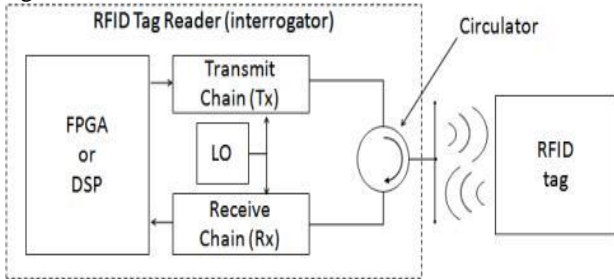 RFID Tag Reader (interrogator)
Circulator
Transmit
Chain (Tx)
FPGA
or
DSP
LO
RFID
tag
Receive
Chain (Rx)